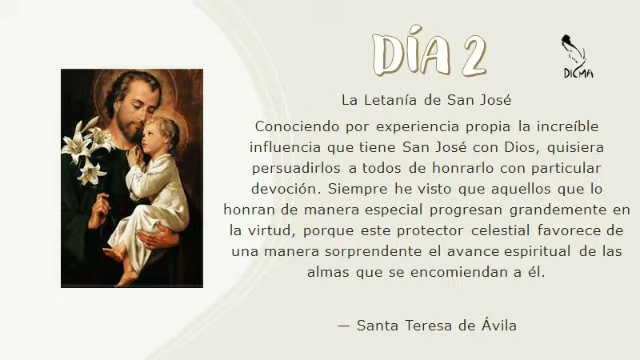 DÍA 2
DICMA
La Letanía de San José
Conociendo por experiencia propia la increíble
influencia que tiene San José con Dios, quisiera
persuadirlos a todos de honrarlo con particular
devoción. Siempre he visto que aquellos que lo
honran de manera especial progresan grandemente en
la virtud, porque este protector celestial favorece de
una manera sorprendente el avance espiritual de las
almas que se encomiendan a él.
— Santa Teresa de Ávila